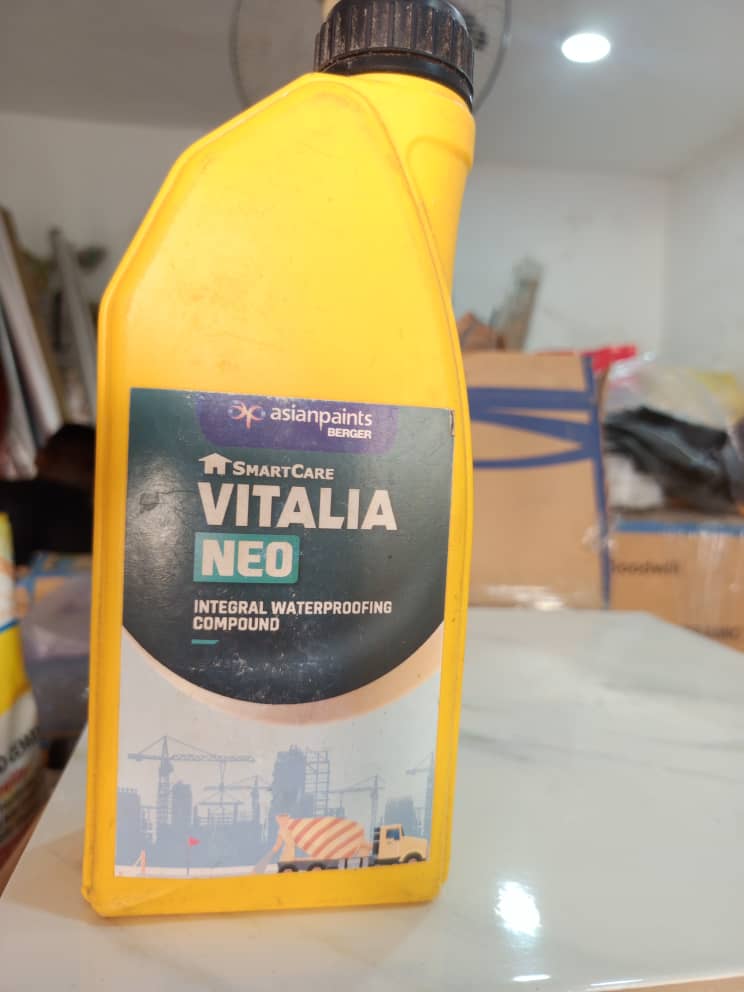 asianpaints
BERGER
SMARTCARE
VITALIA
NEO
INTEGRAL WATERPROOFING
COMPOUND